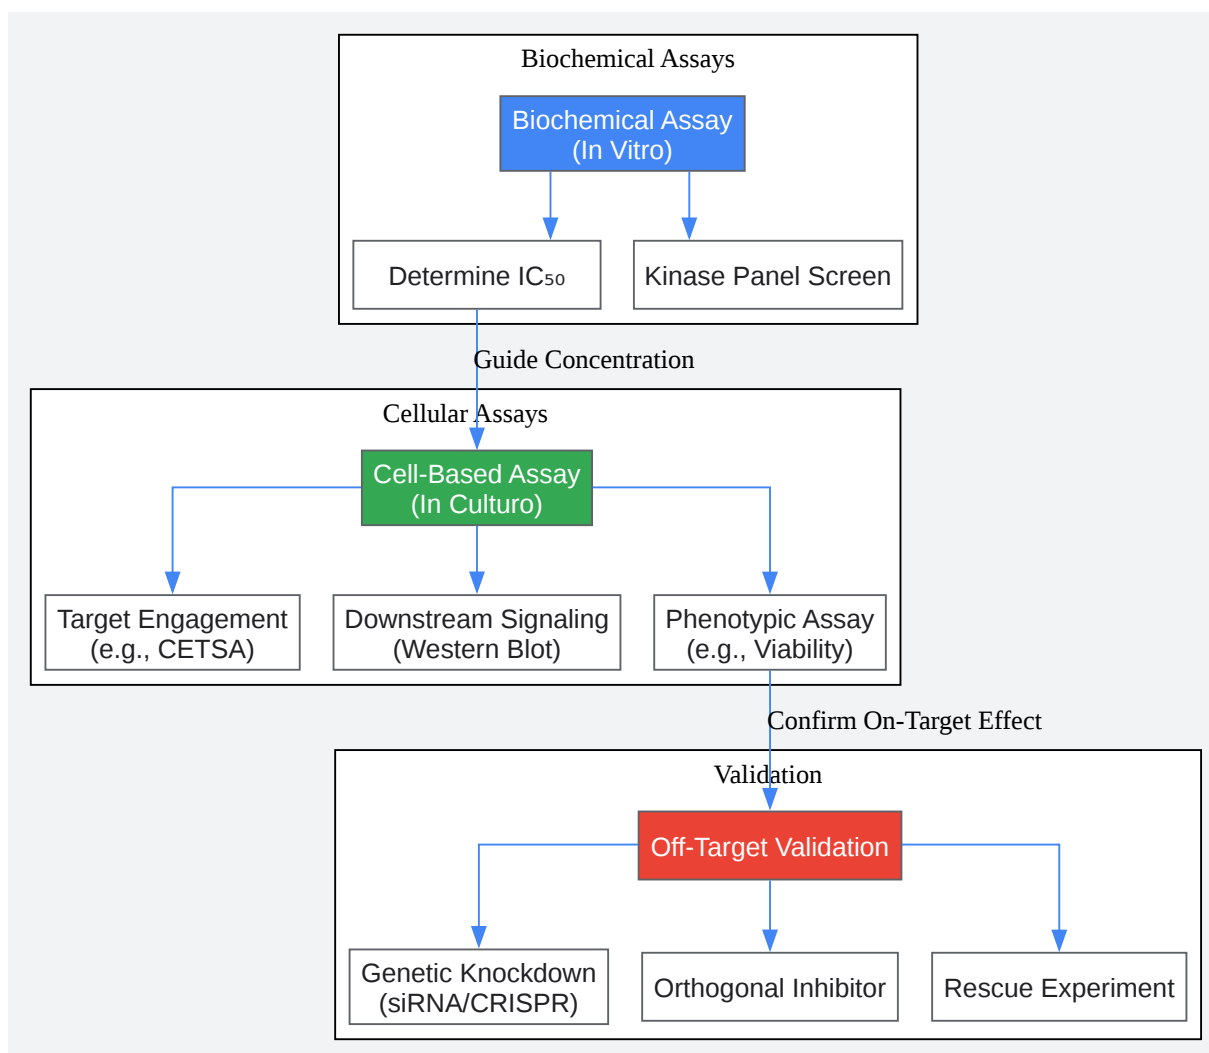 Biochemical Assays
Biochemical Assay
(In Vitro)
Determine IC₅₀
Kinase Panel Screen
Guide Concentration
Cellular Assays
Cell-Based Assay
(In Culturo)
Target Engagement
(e.g., CETSA)
Downstream Signaling
(Western Blot)
Phenotypic Assay
(e.g., Viability)
Confirm On-Target Effect
Validation
Off-Target Validation
Genetic Knockdown
(siRNA/CRISPR)
Orthogonal Inhibitor
Rescue Experiment